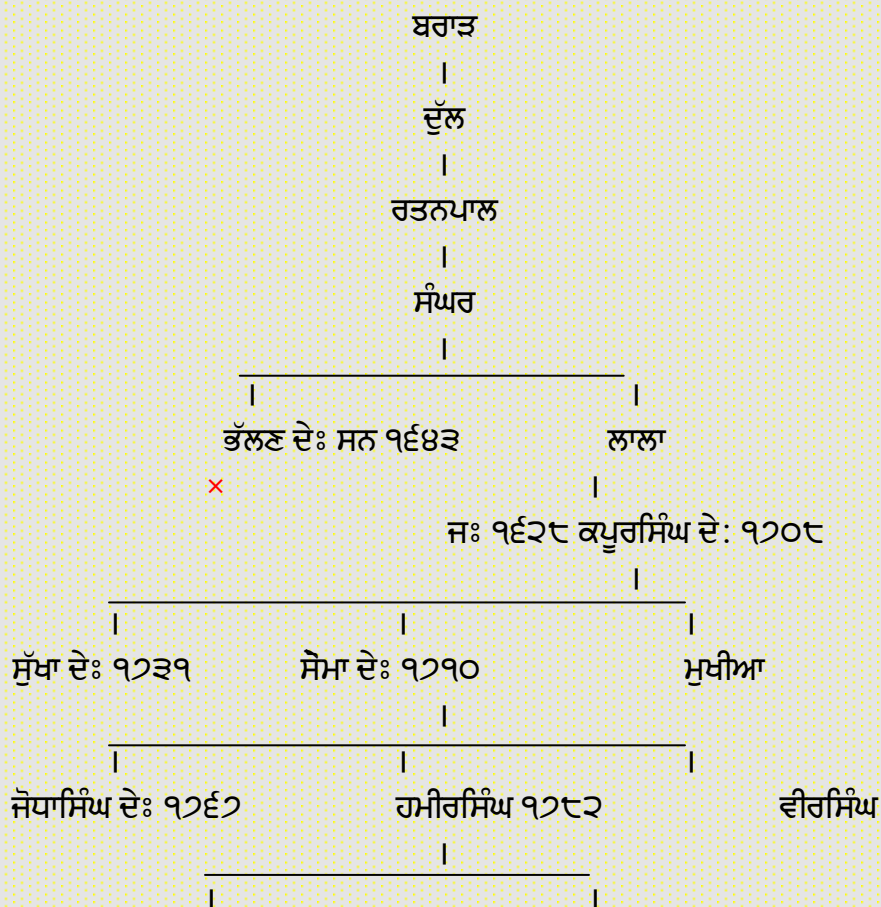 ਬਰਾੜ
।
ਦੁੱਲ
।
ਰਤਨਪਾਲ
।
ਸੰਘਰ
।
। ।
ਭੱਲਣ ਦੇਃ ਸਨ ੧੬੪੩ ਲਾਲਾ
× ।
ਜਃ ੧੬੨੮ ਕਪੂਰਸਿੰਘ ਦੇ: ੧੭੦੮
।
। । ।
ਸੁੱਖਾ ਦੇਃ ੧੭੩੧ ਸੇਮਾ ਦੇਃ ੧੭੧੦ ਮੁਖੀਆ
।
। । ।
ਜੋਧਾਸਿੰਘ ਦੇਃ ੧੭੬੭ ਹਮੀਰਸਿੰਘ ੧੭੮੨ ਵੀਰਸਿੰਘ
।
। ।